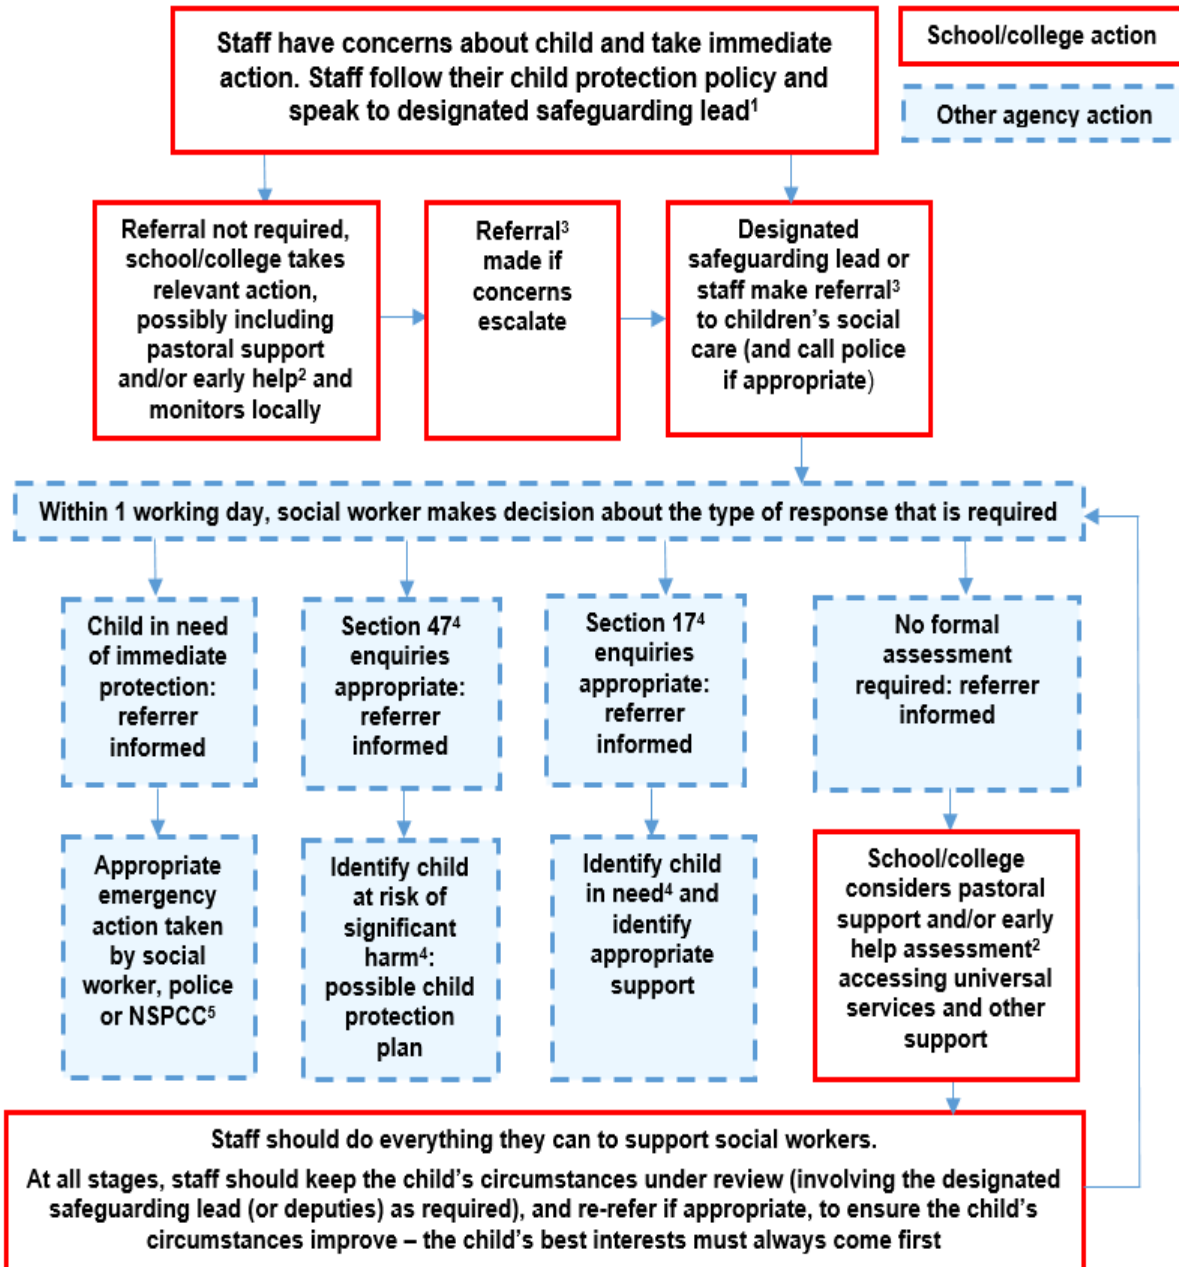 Staff have concerns about child and take immediate
action. Staff follow their child protection policy and
speak to designated safeguarding lead¹
School/college action
Other agency action
Referral not required,
school/college takes
relevant action,
possibly including
pastoral support
and/or early help² and
monitors locally
Referral³
made if
concerns
escalate
Designated
safeguarding lead or
staff make referral³
to children’s social
care (and call police
if appropriate)
Within 1 working day, social worker makes decision about the type of response that is required
Child in need
of immediate
protection:
referrer
informed
Section 47⁴
enquiries
appropriate:
referrer
informed
Section 17⁴
enquiries
appropriate:
referrer
informed
No formal
assessment
required: referrer
informed
Appropriate
emergency
action taken
by social
worker, police
or NSPCC⁵
Identify child
at risk of
significant
harm⁴:
possible child
protection
plan
Identify child
in need⁴ and
identify
appropriate
support
School/college
considers pastoral
support and/or early
help assessment²
accessing universal
services and other
support
Staff should do everything they can to support social workers.
At all stages, staff should keep the child’s circumstances under review (involving the designated
safeguarding lead (or deputies) as required), and re-refer if appropriate, to ensure the child’s
circumstances improve – the child’s best interests must always come first